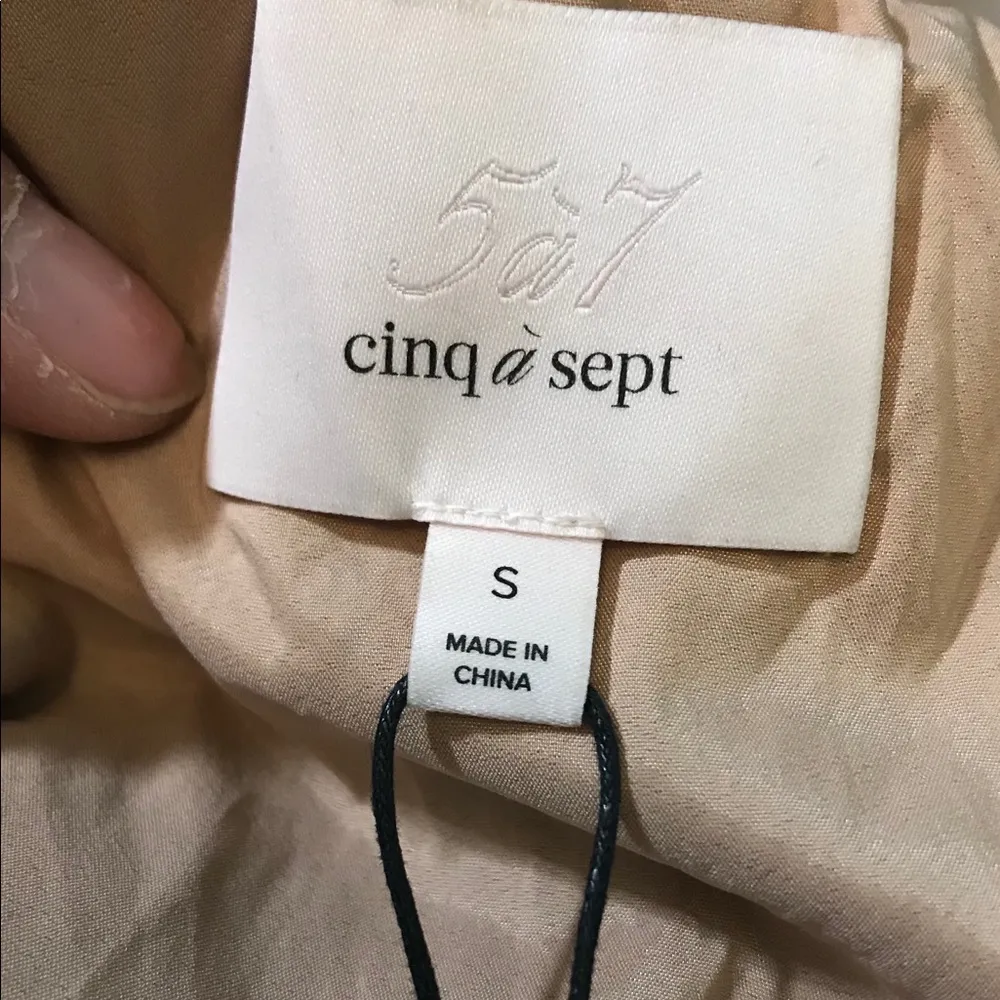 5à7
cinq à sept
S
MADE IN
CHINA